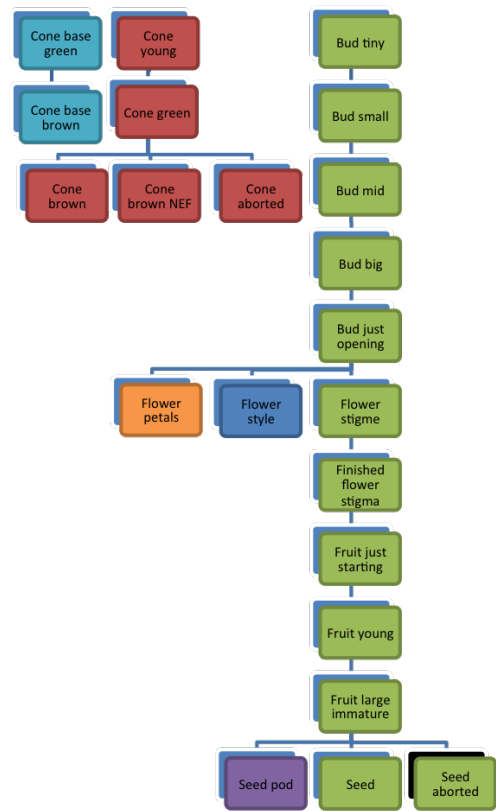 Cone base
green
Cone
young
Bud tiny
Cone base
brown
Cone green
Bud small
Cone
brown
Cone
brown NEF
Cone
aborted
Bud mid
Bud big
Bud just
opening
Flower
petals
Flower
style
Flower
stigme
Finished
flower
stigma
Fruit just
starting
Fruit young
Fruit large
immature
Seed pod
Seed
Seed
aborted